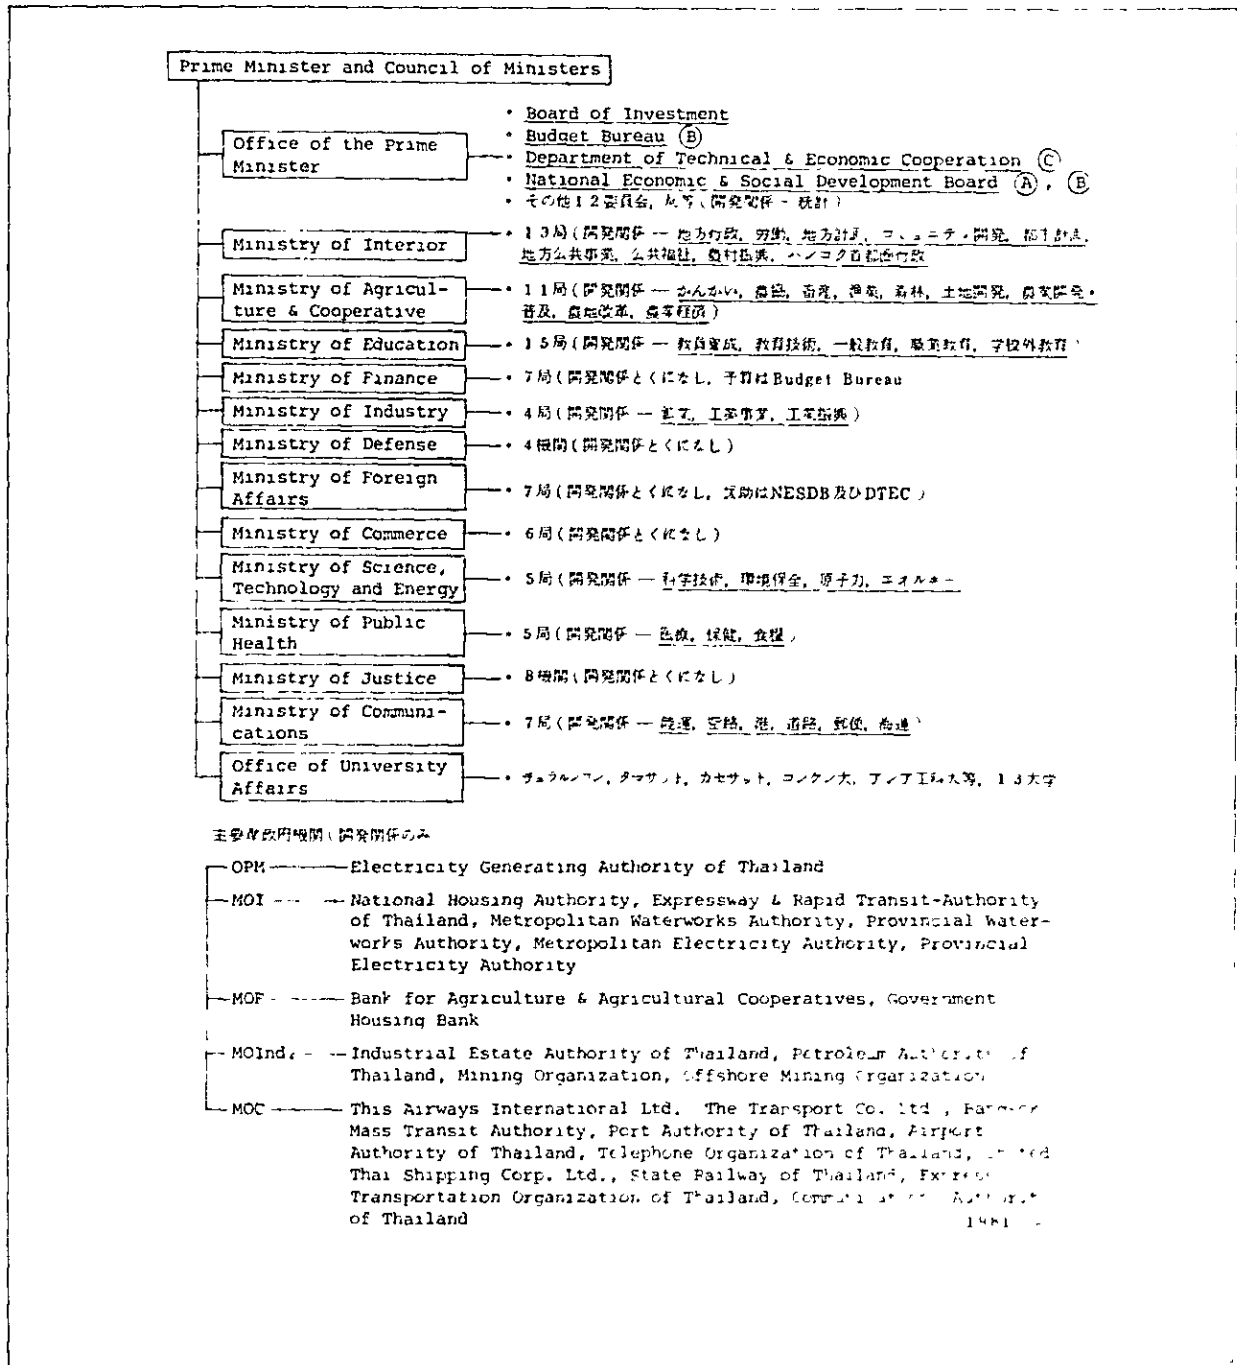 Prime Minister and Council of Ministers
Office of the Prime
Minister
・ Board of Investment
・ Budget Bureau Ⓑ
・ Department of Technical & Economic Cooperation Ⓒ
・ National Economic & Social Development Board Ⓐ, Ⓑ
・ その他12委員会, 局等(開発関係 - 統計)
Ministry of Interior
・ 13局(開発関係 — 地方行政, 労働, 地方計画, コミュニティ・開発, 都市計画,
地方公共事業, 公共福祉, 農村振興, バンコク首都圏行政
Ministry of Agricul-
ture & Cooperative
・ 11局(開発関係 — かんがい, 農協, 畜産, 漁業, 森林, 土地開発, 農業開発・
普及, 農地改革, 農業経済)
Ministry of Education
・ 15局(開発関係 — 教員育成, 教育技術, 一般教育, 職業教育, 学校外教育)
Ministry of Finance
・ 7局(開発関係とくになし, 予算はBudget Bureau
Ministry of Industry
・ 4局(開発関係 — 鉱業, 工業事業, 工業振興)
Ministry of Defense
・ 4機関(開発関係とくになし)
Ministry of Foreign
Affairs
・ 7局(開発関係とくになし, 援助はNESDB及びDTEC)
Ministry of Commerce
・ 6局(開発関係とくになし)
Ministry of Science,
Technology and Energy
・ 5局(開発関係 — 科学技術, 環境保全, 原子力, エネルギー
Ministry of Public
Health
・ 5局(開発関係 — 医療, 保健, 食糧)
Ministry of Justice
・ 8機関(開発関係とくになし)
Ministry of Communi-
cations
・ 7局(開発関係 — 陸運, 空路, 港, 道路, 郵便, 海運)
Office of University
Affairs
・ チュラルンコン, タマサット, カセサット, コンケン大, アジア工科大等, 13大学
主要準政府機関(開発関係のみ
OPM Electricity Generating Authority of Thailand
MOI National Housing Authority, Expressway & Rapid Transit-Authority
of Thailand, Metropolitan Waterworks Authority, Provincial Water-
works Authority, Metropolitan Electricity Authority, Provincial
Electricity Authority
MOF Bank for Agriculture & Agricultural Cooperatives, Government
Housing Bank
MOInd. Industrial Estate Authority of Thailand, Petroleum Authority of
Thailand, Mining Organization, Offshore Mining Organization
MOC This Airways International Ltd. The Transport Co. Ltd.,
Mass Transit Authority, Port Authority of Thailand, Airport
Authority of Thailand, Telephone Organization of Thailand, United
Thai Shipping Corp. Ltd., State Railway of Thailand, Express
Transportation Organization of Thailand, Communications Authority
of Thailand
1981